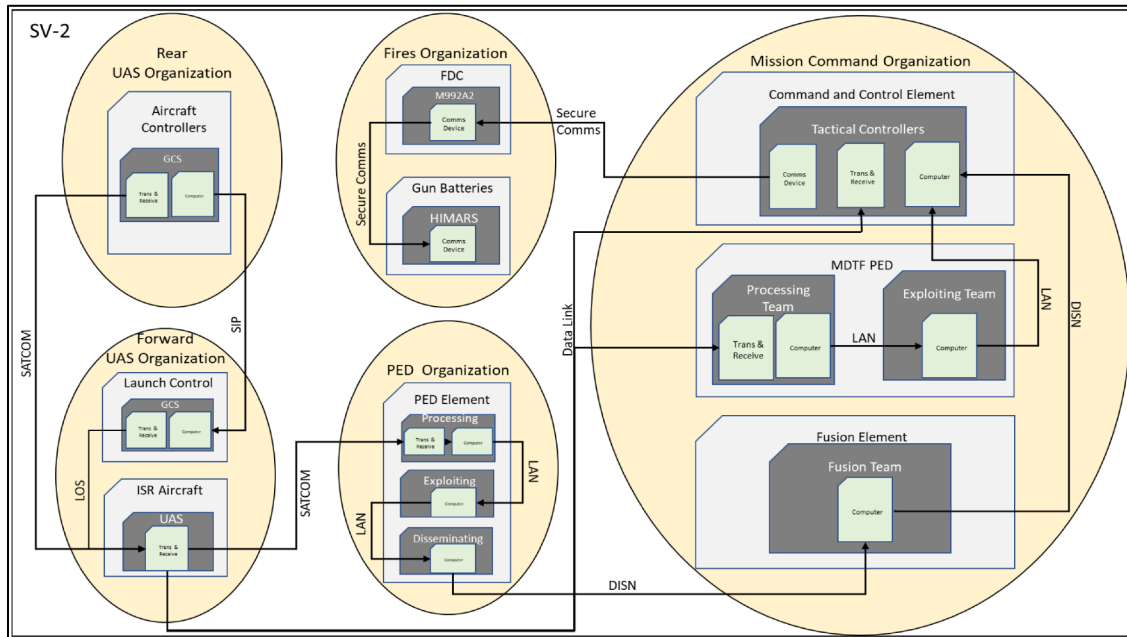 SV-2
Rear
UAS Organization
Aircraft
Controllers
GCS
Trans &
Receive
Computer
SATCOM
SIP
Forward
UAS Organization
Launch Control
GCS
Trans &
Receive
Computer
LOS
ISR Aircraft
UAS
Trans &
Receive
SATCOM
Fires Organization
FDC
M992A2
Comms
Device
Secure
Comms
Secure Comms
Gun Batteries
HIMARS
Comms
Device
PED Organization
PED Element
Processing
Trans &
Receive
Computer
LAN
Exploiting
Computer
LAN
Disseminating
Computer
DISN
Data Link
Mission Command Organization
Command and Control Element
Tactical Controllers
Comms
Device
Trans &
Receive
Computer
MDTF PED
Processing
Team
Trans &
Receive
Computer
LAN
Exploiting Team
Computer
LAN
DISN
Fusion Element
Fusion Team
Computer